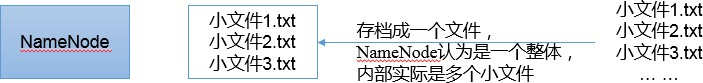 NameNode
小文件1.txt
小文件2.txt
小文件3.txt
存档成一个文件，
NameNode认为是一个整体，
内部实际是多个小文件
小文件1.txt
小文件2.txt
小文件3.txt
… …